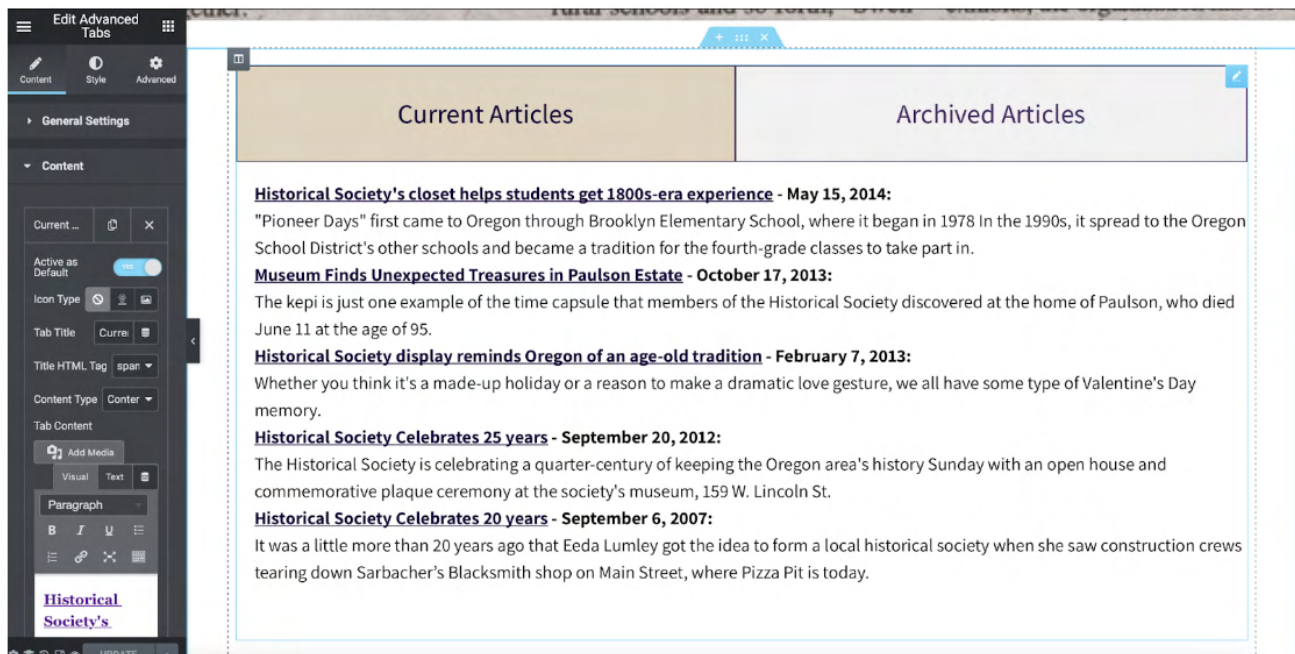 Edit Advanced
Tabs
Content
Style
Advanced
General Settings
Content
Current ...
Active as
Default
YES
Icon Type
Tab Title
Curre
Title HTML Tag
span
Content Type
Conter
Tab Content
Add Media
Visual
Text
Paragraph
B I U
Historical
Society's
UPDATE
Current Articles
Archived Articles
Historical Society's closet helps students get 1800s-era experience - May 15, 2014:
"Pioneer Days" first came to Oregon through Brooklyn Elementary School, where it began in 1978 In the 1990s, it spread to the Oregon
School District's other schools and became a tradition for the fourth-grade classes to take part in.
Museum Finds Unexpected Treasures in Paulson Estate - October 17, 2013:
The kepi is just one example of the time capsule that members of the Historical Society discovered at the home of Paulson, who died
June 11 at the age of 95.
Historical Society display reminds Oregon of an age-old tradition - February 7, 2013:
Whether you think it's a made-up holiday or a reason to make a dramatic love gesture, we all have some type of Valentine's Day
memory.
Historical Society Celebrates 25 years - September 20, 2012:
The Historical Society is celebrating a quarter-century of keeping the Oregon area's history Sunday with an open house and
commemorative plaque ceremony at the society's museum, 159 W. Lincoln St.
Historical Society Celebrates 20 years - September 6, 2007:
It was a little more than 20 years ago that Eeda Lumley got the idea to form a local historical society when she saw construction crews
tearing down Sarbacher’s Blacksmith shop on Main Street, where Pizza Pit is today.